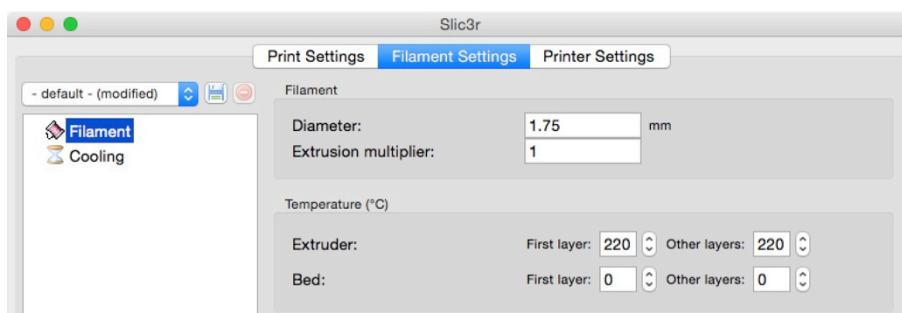 Slic3r
Print Settings Filament Settings Printer Settings
- default - (modified)
Filament
Cooling
Filament
Diameter: 1.75 mm
Extrusion multiplier: 1
Temperature (°C)
Extruder: First layer: 220 Other layers: 220
Bed: First layer: 0 Other layers: 0